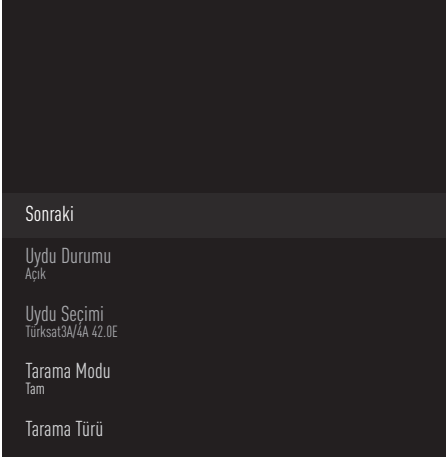 Sonraki
Uydu Durumu
Açık
Uydu Seçimi
Türksat3A/4A 42.0E
Tarama Modu
Tam
Tarama Türü